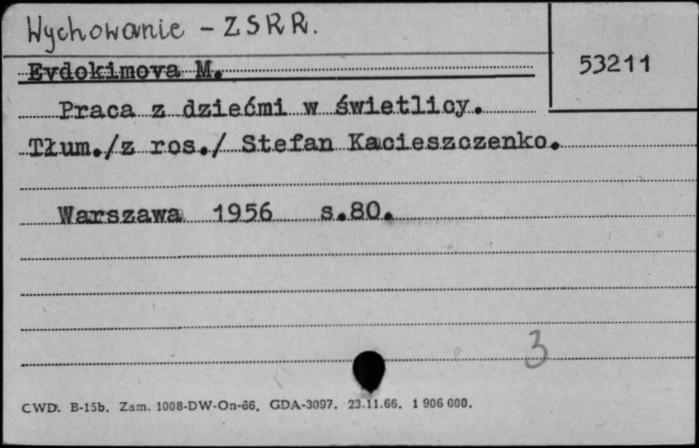 Wychowanie - ZSRR.
Evdokimova M.
53211
Praca z dziećmi w świetlicy.
Tłum./z ros./ Stefan Kacieszczenko.
Warszawa 1956 s.80.
3
CWD. B-15b. Zam. 1008-DW-On-66. GDA-3097. 23.11.66. 1 906 000.